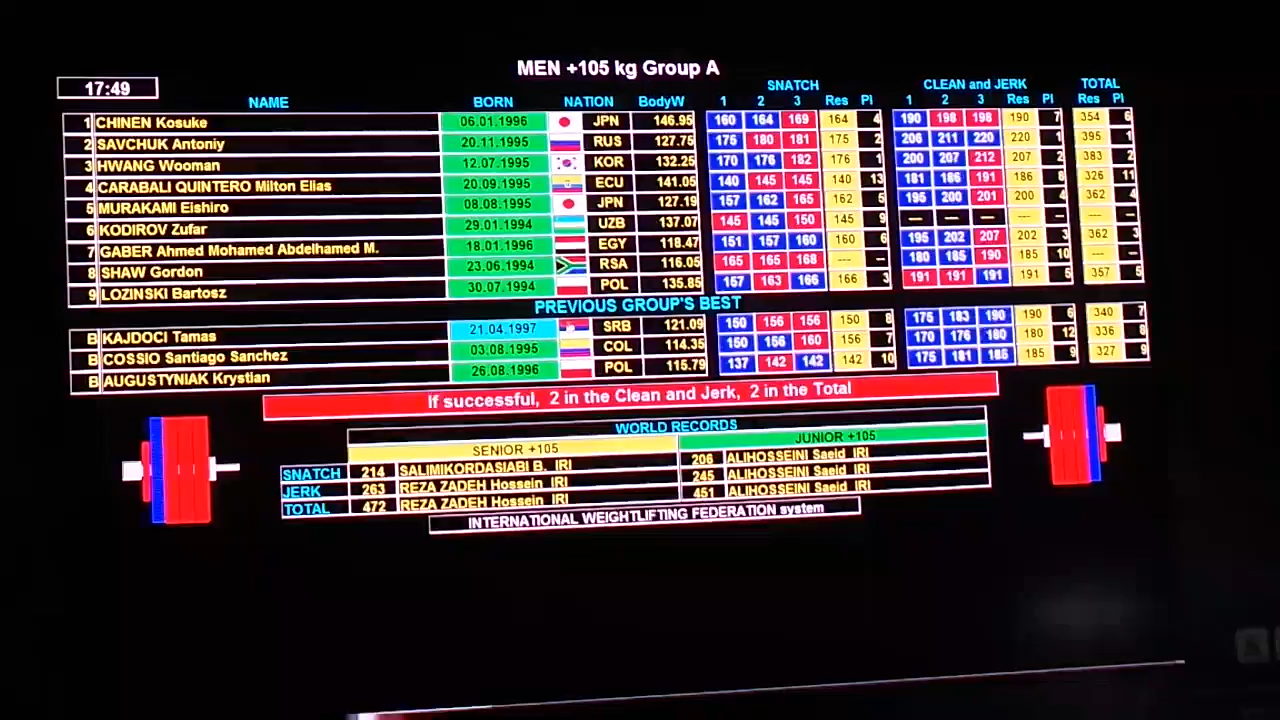 MEN +105 kg Group A
17:49
SNATCH CLEAN and JERK TOTAL
NAME BORN NATION BodyW 1 2 3 Res Pl 1 2 3 Res Pl Res Pl
1 CHINEN Kosuke 06.01.1996 JPN 146.95 160 164 169 164 4 190 198 198 190 7 354 6
2 SAVCHUK Antoniy 20.11.1995 RUS 127.75 175 180 181 175 2 206 211 220 220 1 395 1
3 HWANG Wooman 12.07.1995 KOR 132.25 170 176 182 176 1 200 207 212 207 2 383 2
4 CARABALI QUINTERO Milton Elias 20.09.1995 ECU 141.05 140 145 145 140 13 181 186 191 186 8 326 11
5 MURAKAMI Eishiro 08.08.1995 JPN 127.19 157 162 165 162 5 195 200 201 200 4 362 4
6 KODIROV Zufar 29.01.1994 UZB 137.07 145 145 150 145 9 --- --- --- --- -- --- --
7 GABER Ahmed Mohamed Abdelhamed M. 18.01.1996 EGY 118.47 151 157 160 160 6 195 202 207 202 3 362 3
8 SHAW Gordon 23.06.1994 RSA 116.05 165 165 168 --- -- 180 185 190 185 10 --- --
9 LOZINSKI Bartosz 30.07.1994 POL 135.85 157 163 166 166 3 191 191 191 191 5 357 5
PREVIOUS GROUP'S BEST
B KAJDOCI Tamas 21.04.1997 SRB 121.09 150 156 156 150 8 175 183 190 190 6 340 7
B COSSIO Santiago Sanchez 03.08.1995 COL 114.35 150 156 160 156 7 170 176 180 180 12 336 8
B AUGUSTYNIAK Krystian 26.08.1996 POL 115.79 137 142 142 142 10 175 181 185 185 9 327 9
If successful, 2 in the Clean and Jerk, 2 in the Total
WORLD RECORDS
SENIOR +105 JUNIOR +105
SNATCH 214 SALIMIKORDASIABI B. IRI 206 ALIHOSSEINI Saeid IRI
JERK 263 REZA ZADEH Hossein IRI 245 ALIHOSSEINI Saeid IRI
TOTAL 472 REZA ZADEH Hossein IRI 451 ALIHOSSEINI Saeid IRI
INTERNATIONAL WEIGHTLIFTING FEDERATION system